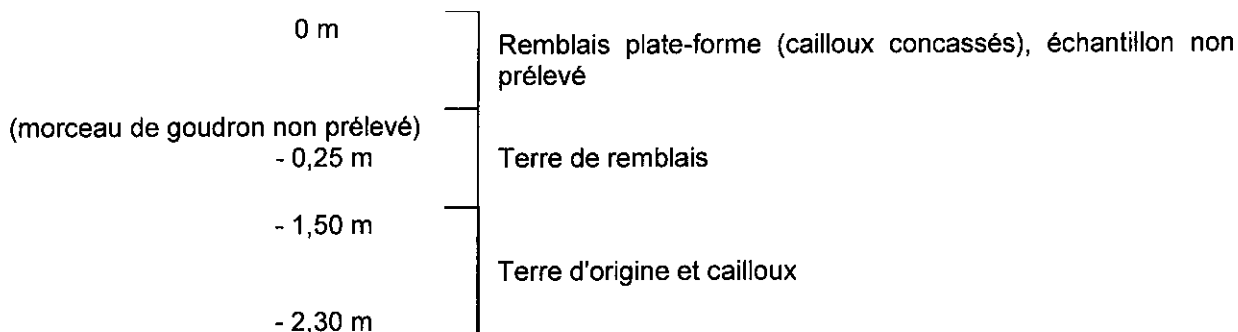 0 m
Remblais plate-forme (cailloux concassés), échantillon non
prélevé
(morceau de goudron non prélevé)
- 0,25 m
Terre de remblais
- 1,50 m
Terre d'origine et cailloux
- 2,30 m